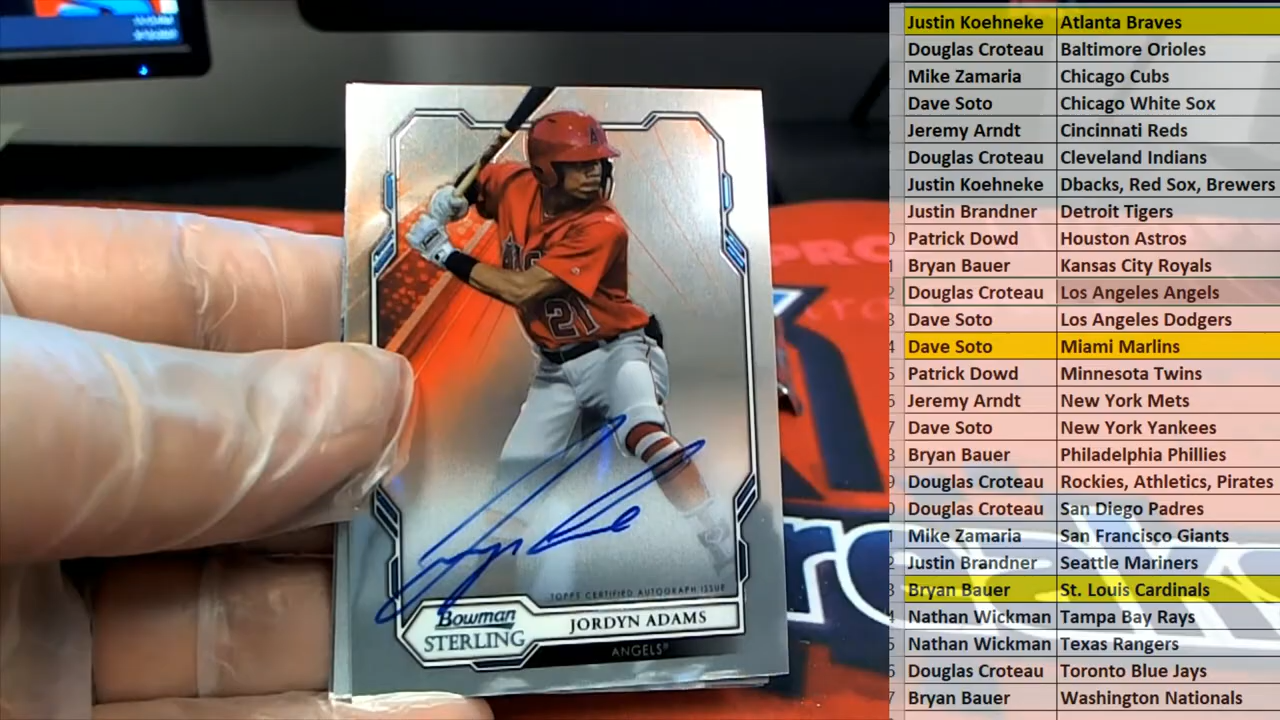 Justin Koehneke Atlanta Braves
Douglas Croteau Baltimore Orioles
Mike Zamaria Chicago Cubs
Dave Soto Chicago White Sox
Jeremy Arndt Cincinnati Reds
Douglas Croteau Cleveland Indians
Justin Koehneke Dbacks, Red Sox, Brewers
Justin Brandner Detroit Tigers
Patrick Dowd Houston Astros
Bryan Bauer Kansas City Royals
Douglas Croteau Los Angeles Angels
Dave Soto Los Angeles Dodgers
Dave Soto Miami Marlins
Patrick Dowd Minnesota Twins
Jeremy Arndt New York Mets
Dave Soto New York Yankees
Bryan Bauer Philadelphia Phillies
Douglas Croteau Rockies, Athletics, Pirates
Douglas Croteau San Diego Padres
Mike Zamaria San Francisco Giants
Justin Brandner Seattle Mariners
Bryan Bauer St. Louis Cardinals
Nathan Wickman Tampa Bay Rays
Nathan Wickman Texas Rangers
Douglas Croteau Toronto Blue Jays
Bryan Bauer Washington Nationals
A
21
TOPPS CERTIFIED AUTOGRAPH ISSUE
Bowman
STERLING
JORDYN ADAMS
ANGELS
PRO